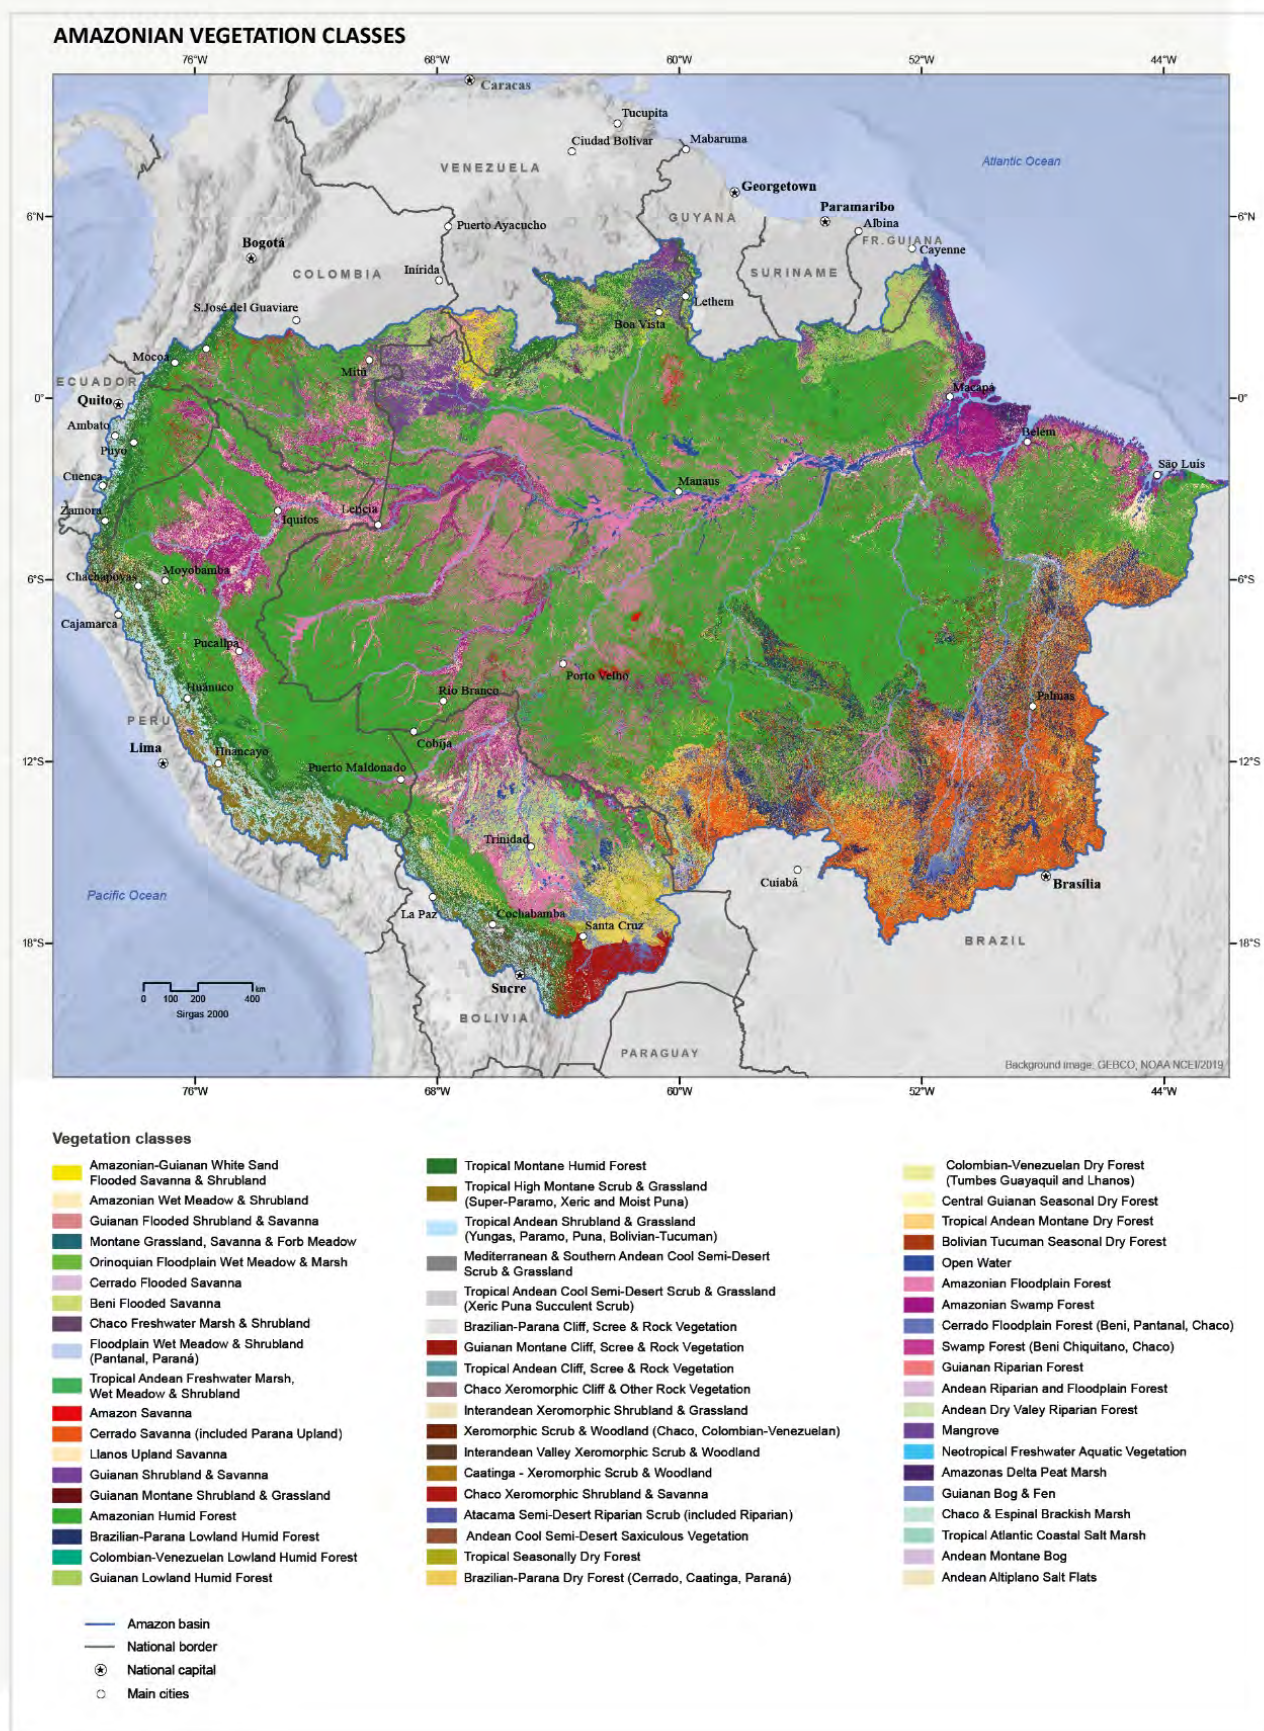 AMAZONIAN VEGETATION CLASSES
76°W 68°W 60°W 52°W 44°W
Caracas
Tucupita
Ciudad Bolívar
Mabaruma
VENEZUELA
Atlantic Ocean
Georgetown
Paramaribo
6°N
GUYANA
Albina
6°N
Puerto Ayacucho
FR.GUIANA
Bogotá
Cayenne
COLOMBIA
Inírida
SURINAME
Lethem
S.José del Guaviare
Boa Vista
Mocoa
Mitú
ECUADOR
Macapá
0°
Quito
0°
Ambato
Belem
Puyo
São Luís
Cuenca
Manaus
Zamora
Iquitos
Leticia
Chachapoyas
Moyobamba
6°S
6°S
Cajamarca
Pucallpa
Porto Velho
Huánuco
Rio Branco
Palmas
PERU
Lima
Huancayo
Cobija
12°S
Puerto Maldonado
12°S
Trinidad
Cuiabá
Brasília
Pacific Ocean
La Paz
Cochabamba
Santa Cruz
18°S
BRAZIL
18°S
Sucre
0 100 200 400 km
Sirgas 2000
BOLIVIA
PARAGUAY
Background image: GEBCO, NOAA NCEI/2019
76°W 68°W 60°W 52°W 44°W
Vegetation classes
Amazonian-Guianan White Sand
Flooded Savanna & Shrubland
Amazonian Wet Meadow & Shrubland
Guianan Flooded Shrubland & Savanna
Montane Grassland, Savanna & Forb Meadow
Orinoquian Floodplain Wet Meadow & Marsh
Cerrado Flooded Savanna
Beni Flooded Savanna
Chaco Freshwater Marsh & Shrubland
Floodplain Wet Meadow & Shrubland
(Pantanal, Paraná)
Tropical Andean Freshwater Marsh,
Wet Meadow & Shrubland
Amazon Savanna
Cerrado Savanna (included Parana Upland)
Llanos Upland Savanna
Guianan Shrubland & Savanna
Guianan Montane Shrubland & Grassland
Amazonian Humid Forest
Brazilian-Parana Lowland Humid Forest
Colombian-Venezuelan Lowland Humid Forest
Guianan Lowland Humid Forest
Tropical Montane Humid Forest
Tropical High Montane Scrub & Grassland
(Super-Paramo, Xeric and Moist Puna)
Tropical Andean Shrubland & Grassland
(Yungas, Paramo, Puna, Bolivian-Tucuman)
Mediterranean & Southern Andean Cool Semi-Desert
Scrub & Grassland
Tropical Andean Cool Semi-Desert Scrub & Grassland
(Xeric Puna Succulent Scrub)
Brazilian-Parana Cliff, Scree & Rock Vegetation
Guianan Montane Cliff, Scree & Rock Vegetation
Tropical Andean Cliff, Scree & Rock Vegetation
Chaco Xeromorphic Cliff & Other Rock Vegetation
Interandean Xeromorphic Shrubland & Grassland
Xeromorphic Scrub & Woodland (Chaco, Colombian-Venezuelan)
Interandean Valley Xeromorphic Scrub & Woodland
Caatinga - Xeromorphic Scrub & Woodland
Chaco Xeromorphic Shrubland & Savanna
Atacama Semi-Desert Riparian Scrub (included Riparian)
Andean Cool Semi-Desert Saxiculous Vegetation
Tropical Seasonally Dry Forest
Brazilian-Parana Dry Forest (Cerrado, Caatinga, Paraná)
Colombian-Venezuelan Dry Forest
(Tumbes Guayaquil and Lhanos)
Central Guianan Seasonal Dry Forest
Tropical Andean Montane Dry Forest
Bolivian Tucuman Seasonal Dry Forest
Open Water
Amazonian Floodplain Forest
Amazonian Swamp Forest
Cerrado Floodplain Forest (Beni, Pantanal, Chaco)
Swamp Forest (Beni Chiquitano, Chaco)
Guianan Riparian Forest
Andean Riparian and Floodplain Forest
Andean Dry Valey Riparian Forest
Mangrove
Neotropical Freshwater Aquatic Vegetation
Amazonas Delta Peat Marsh
Guianan Bog & Fen
Chaco & Espinal Brackish Marsh
Tropical Atlantic Coastal Salt Marsh
Andean Montane Bog
Andean Altiplano Salt Flats
Amazon basin
National border
National capital
Main cities